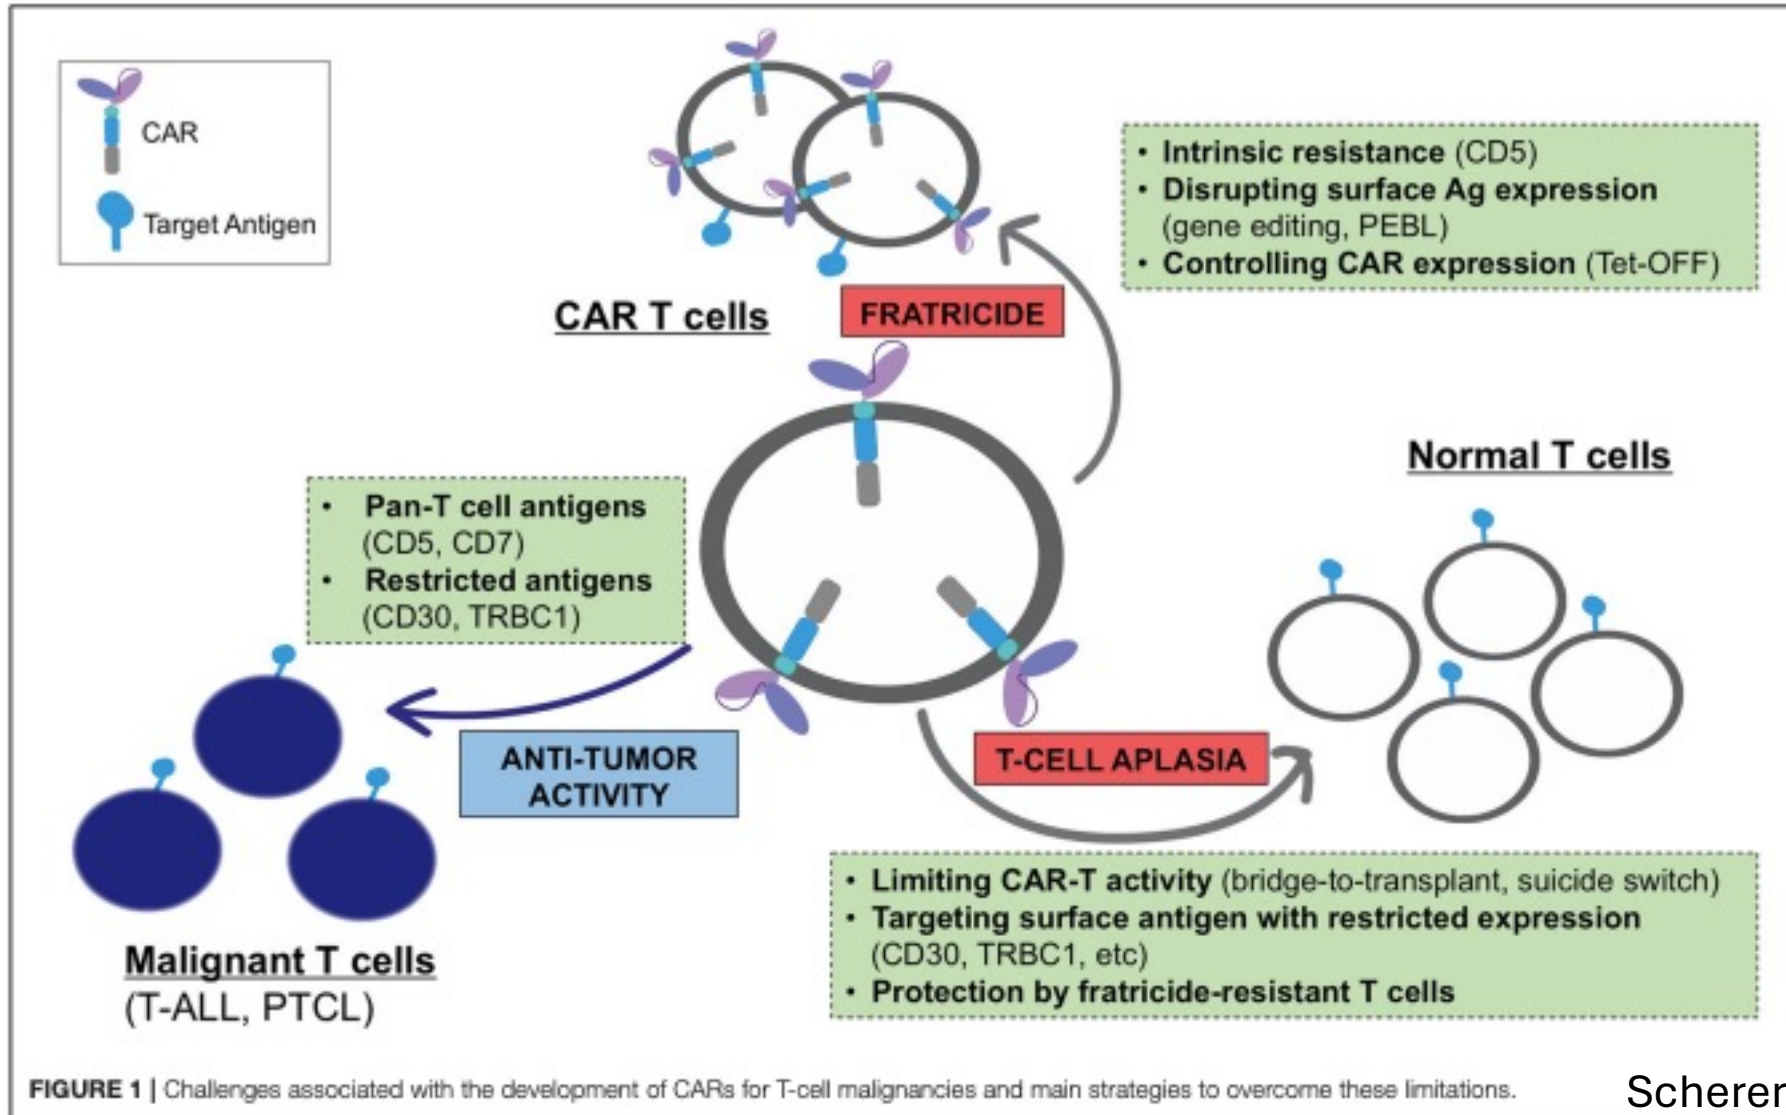 CAR
Target Antigen
• Intrinsic resistance (CD5)
• Disrupting surface Ag expression
(gene editing, PEBL)
• Controlling CAR expression (Tet-OFF)
CAR T cells
FRATRICIDE
Normal T cells
• Pan-T cell antigens
(CD5, CD7)
• Restricted antigens
(CD30, TRBC1)
ANTI-TUMOR
ACTIVITY
T-CELL APLASIA
• Limiting CAR-T activity (bridge-to-transplant, suicide switch)
• Targeting surface antigen with restricted expression
(CD30, TRBC1, etc)
• Protection by fratricide-resistant T cells
Malignant T cells
(T-ALL, PTCL)
FIGURE 1 | Challenges associated with the development of CARs for T-cell malignancies and main strategies to overcome these limitations.
Scherer